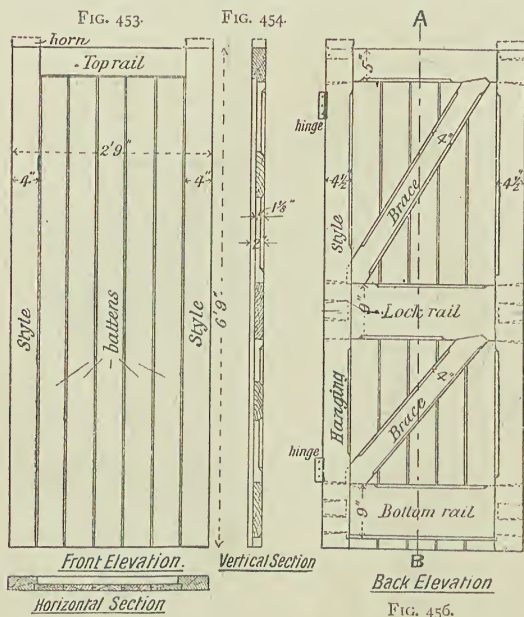 FIG. 453.
FIG. 454.
A
horn
Top rail
5"
hinge
2' 9"
4"
4"
4"
4½"
4½"
1⅛"
2"
6' 9"
Brace
Style
Style
Style
battens
9"
Lock rail
4"
Brace
Hanging
hinge
9"
Bottom rail
Front Elevation.
Vertical Section
B
Back Elevation
Horizontal Section
FIG. 456.